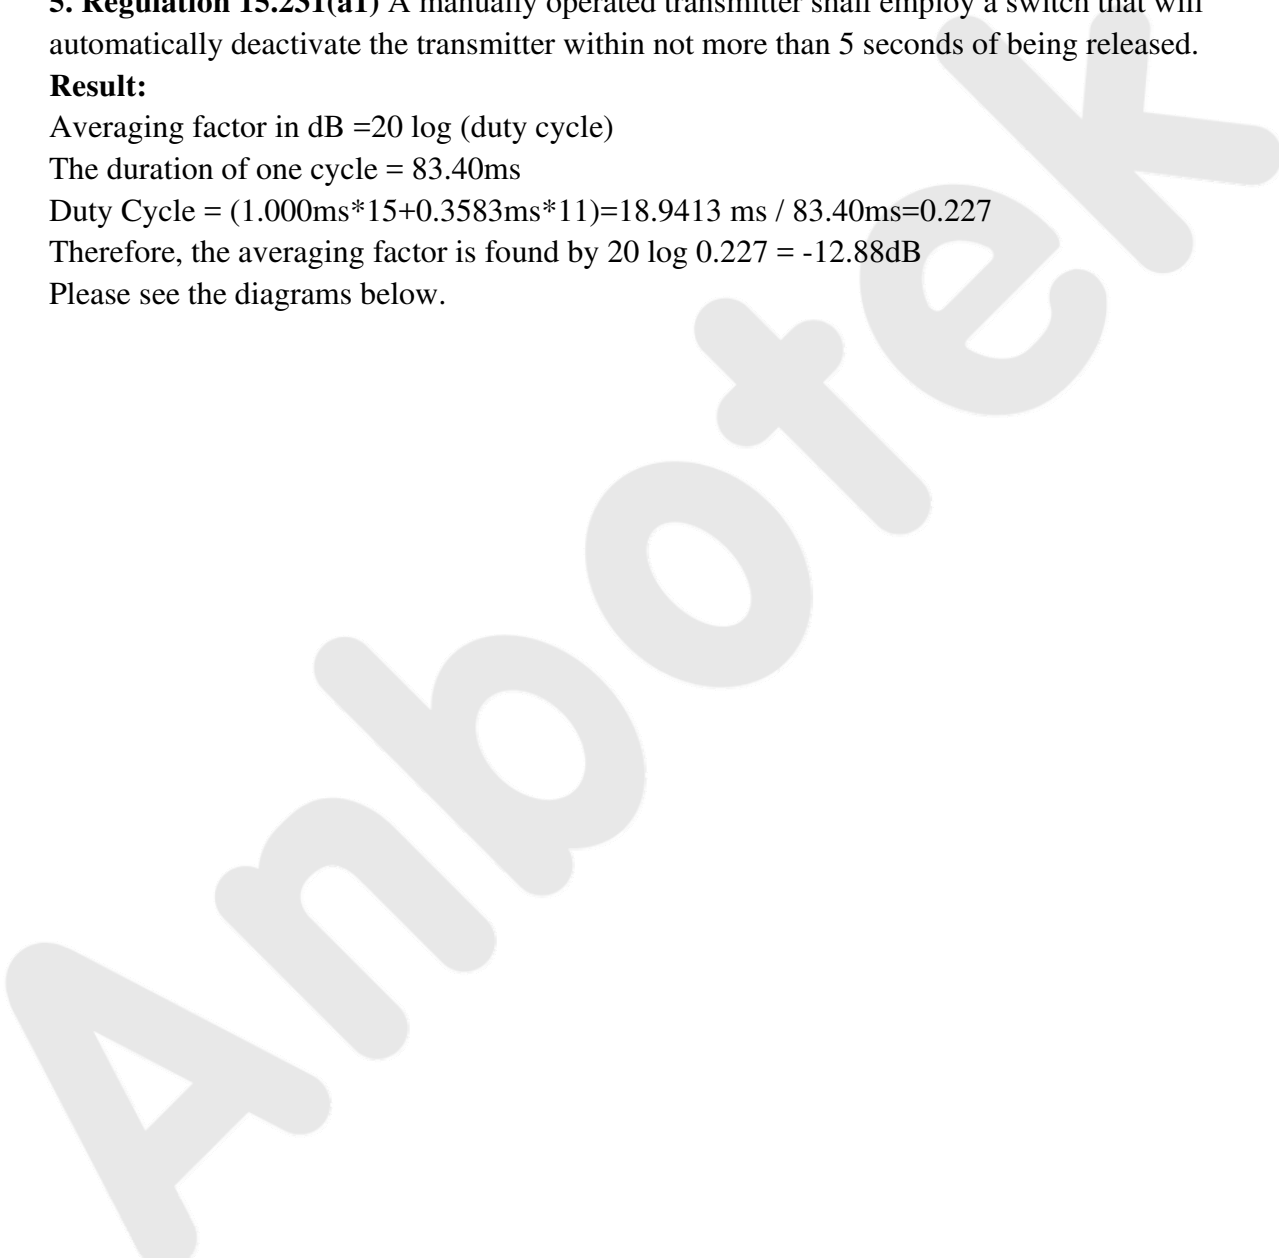 5. Regulation 15.231(a1) A manually operated transmitter shall employ a switch that will
automatically deactivate the transmitter within not more than 5 seconds of being released.
Result:
Averaging factor in dB =20 log (duty cycle)
The duration of one cycle = 83.40ms
Duty Cycle = (1.000ms*15+0.3583ms*11)=18.9413 ms / 83.40ms=0.227
Therefore, the averaging factor is found by 20 log 0.227 = -12.88dB
Please see the diagrams below.
Anbotek